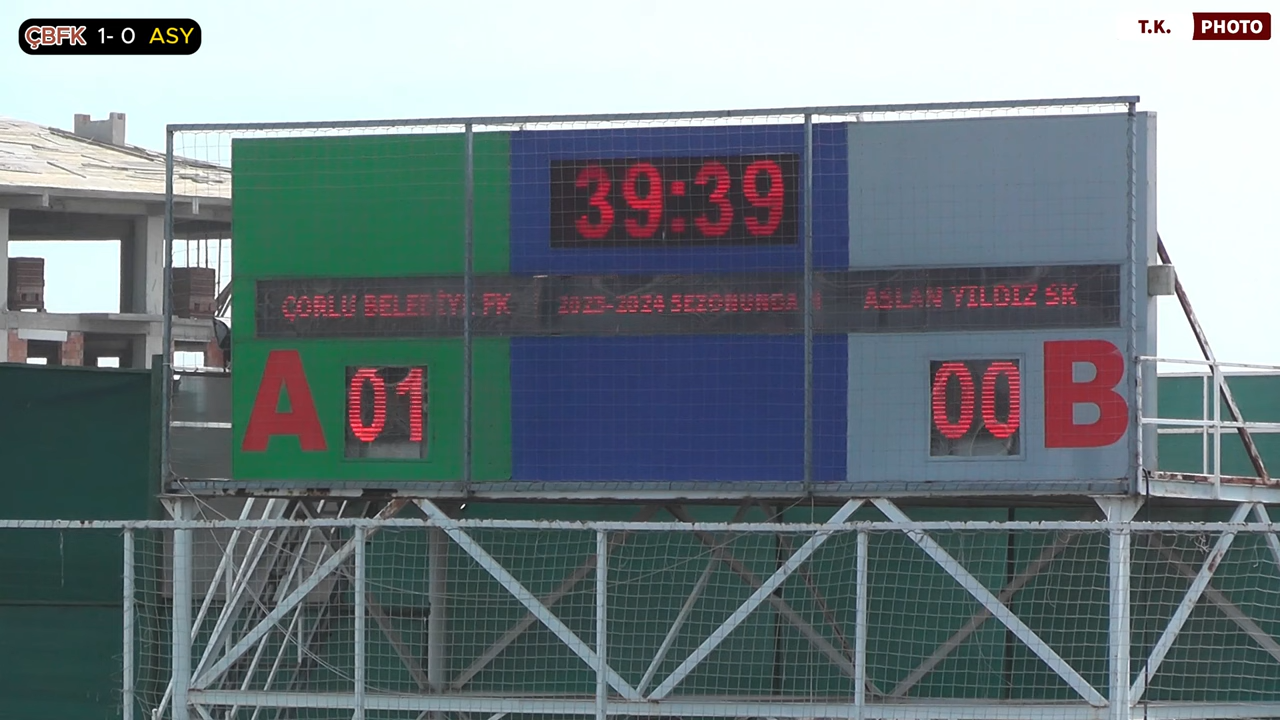 ÇBFK 1-0 ASY
T.K. PHOTO
39:39
ÇORLU BELEDİYE FK 2023-2024 SEZONUNDA ASLAN YILDIZ SK
A 01 00 B